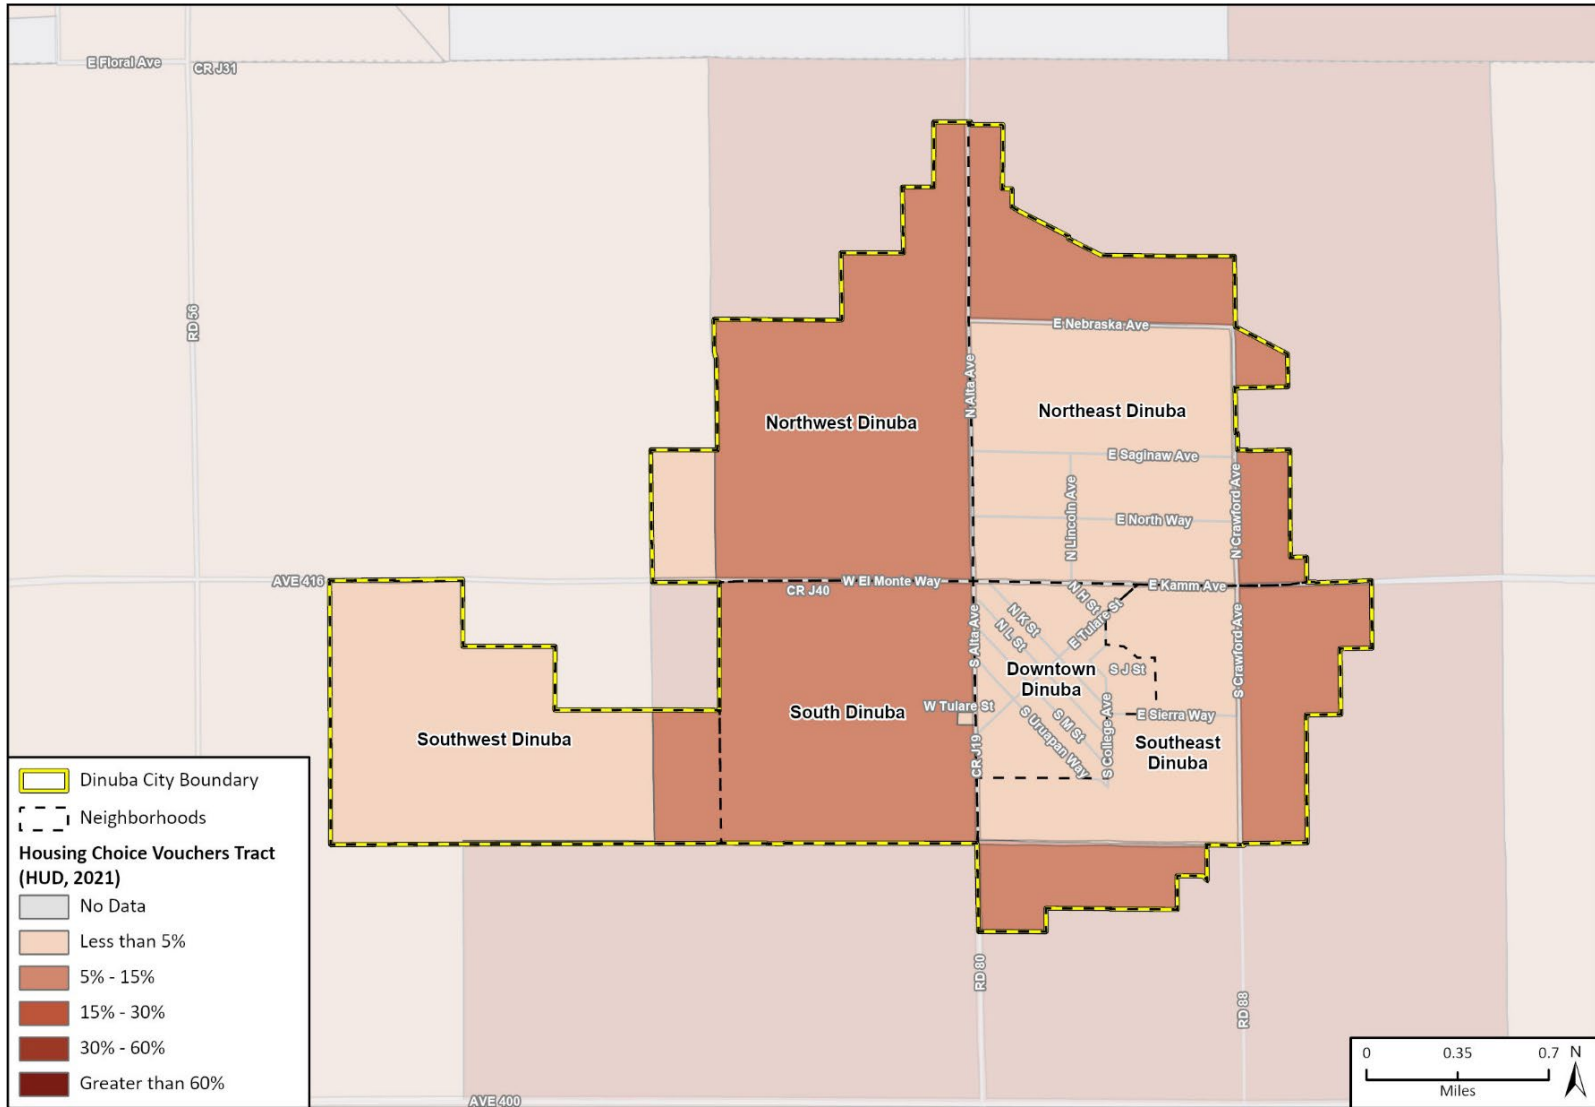 E Floral Ave
CR J31
RD 56
E Nebraska Ave
N Alta Ave
Northwest Dinuba
Northeast Dinuba
E Saginaw Ave
N Lincoln Ave
N Crawford Ave
E North Way
AVE 416
W El Monte Way
CR J40
E Kamm Ave
N H St
N K St
E Tulare St
N L St
S Alta Ave
S Crawford Ave
Downtown
Dinuba
S J St
South Dinuba
W Tulare St
S M St
S Uruapan Way
S College Ave
E Sierra Way
Southwest Dinuba
CR J19
Southeast
Dinuba
Dinuba City Boundary
Neighborhoods
Housing Choice Vouchers Tract
(HUD, 2021)
No Data
Less than 5%
5% - 15%
15% - 30%
30% - 60%
Greater than 60%
RD 80
RD 88
AVE 400
0 0.35 0.7
Miles
N